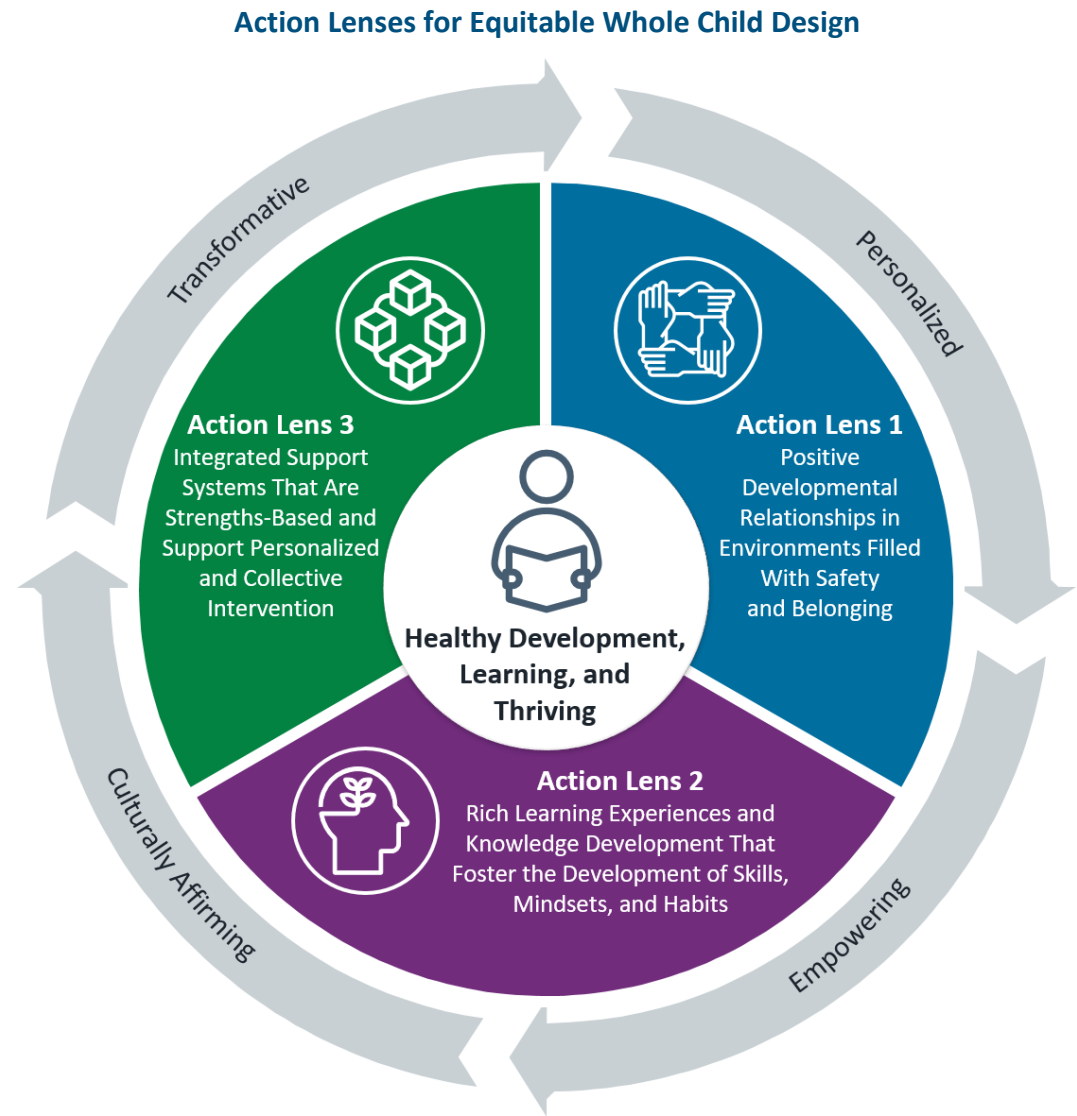 Action Lenses for Equitable Whole Child Design
Transformative
Personalized
Action Lens 3
Integrated Support
Systems That Are
Strengths-Based and
Support Personalized
and Collective
Intervention
Action Lens 1
Positive
Developmental
Relationships in
Environments Filled
With Safety
and Belonging
Healthy Development,
Learning, and
Thriving
Action Lens 2
Rich Learning Experiences and
Knowledge Development That
Foster the Development of Skills,
Mindsets, and Habits
Culturally Affirming
Empowering